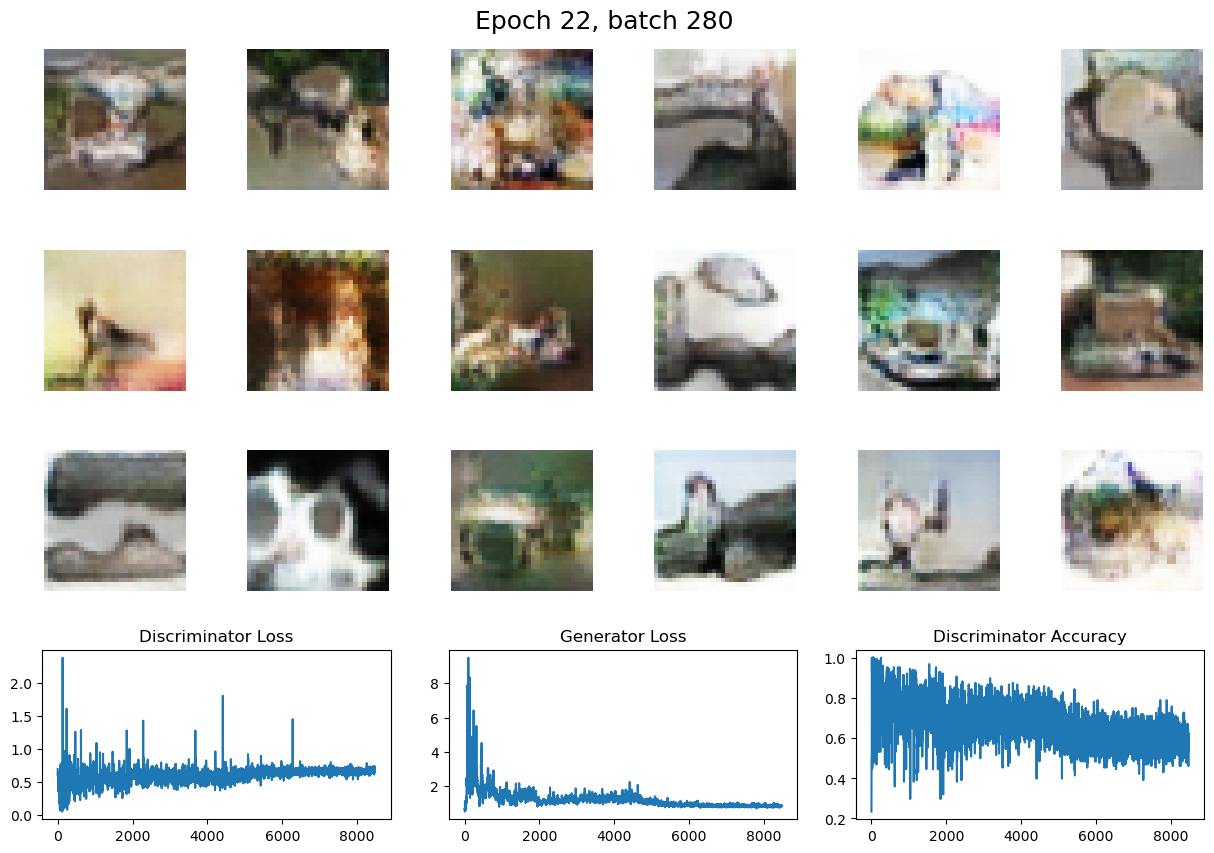 Epoch 22, batch 280
Discriminator Loss
Generator Loss
Discriminator Accuracy
2.0
1.5
1.0
0.5
0.0
0 2000 4000 6000 8000
8
6
4
2
0 2000 4000 6000 8000
1.0
0.8
0.6
0.4
0.2
0 2000 4000 6000 8000